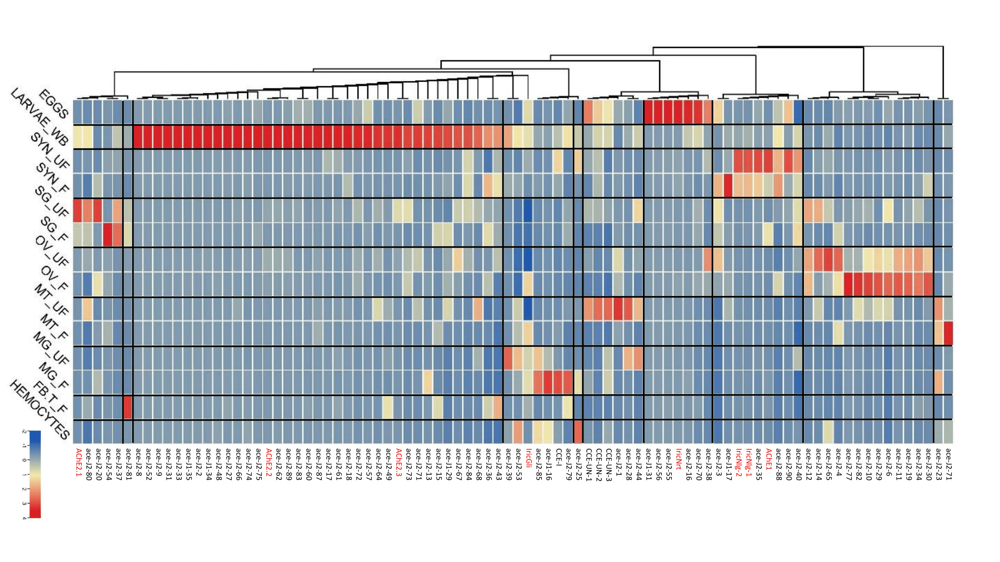 EGGS
LARVAE_WB
SYN_UF
SYN_F
SG_UF
SG_F
OV_UF
OV_F
MT_UF
MT_F
MG_UF
MG_F
FB.T_F
HEMOCYTES
-2
-1
0
1
2
3
4
AChE2.1
ace-J2-80
ace-J2-20
ace-J2-54
ace-J2-37
ace-J2-81
ace-J2-8
ace-J2-52
ace-J2-9
ace-J2-31
ace-J2-33
ace-J1-35
ace-J2-2
ace-J1-34
ace-J2-48
ace-J2-27
ace-J2-66
ace-J2-74
ace-J2-75
AChE2.2
ace-J2-62
ace-J2-89
ace-J2-83
ace-J2-60
ace-J2-87
ace-J2-17
ace-J2-61
ace-J2-18
ace-J2-72
ace-J2-57
ace-J2-64
ace-J2-49
AChE2.3
ace-J2-73
ace-J2-71
ace-J2-13
ace-J2-15
ace-J1-29
ace-J2-67
ace-J2-84
ace-J2-68
ace-J2-36
ace-J2-43
ace-J2-39
ace-J2-53
IricGli
ace-J2-85
ace-J1-16
CCE-I
ace-J2-79
ace-J2-25
CCE-UN-1
CCE-UN-2
CCE-UN-3
ace-J2-1
ace-J2-28
ace-J2-44
ace-J1-31
ace-J2-56
ace-J2-55
IricNrt
ace-J2-16
ace-J2-70
ace-J2-38
ace-J2-3
ace-J1-17
IricNlg-2
IricNlg-1
ace-J2-35
AChE1
ace-J2-88
ace-J2-90
ace-J2-40
ace-J2-12
ace-J2-14
ace-J2-65
ace-J2-4
ace-J2-77
ace-J2-82
ace-J2-10
ace-J2-29
ace-J2-6
ace-J2-11
ace-J2-19
ace-J2-34
ace-J2-30
ace-J2-23
ace-J2-71